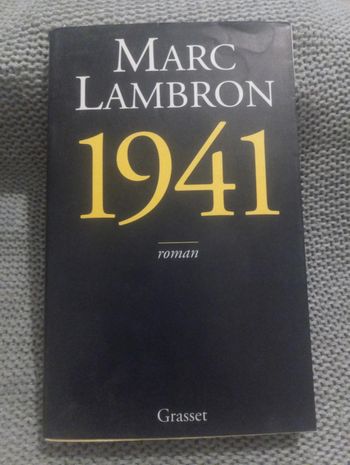 MARC
LAMBRON
1941
roman
Grasset